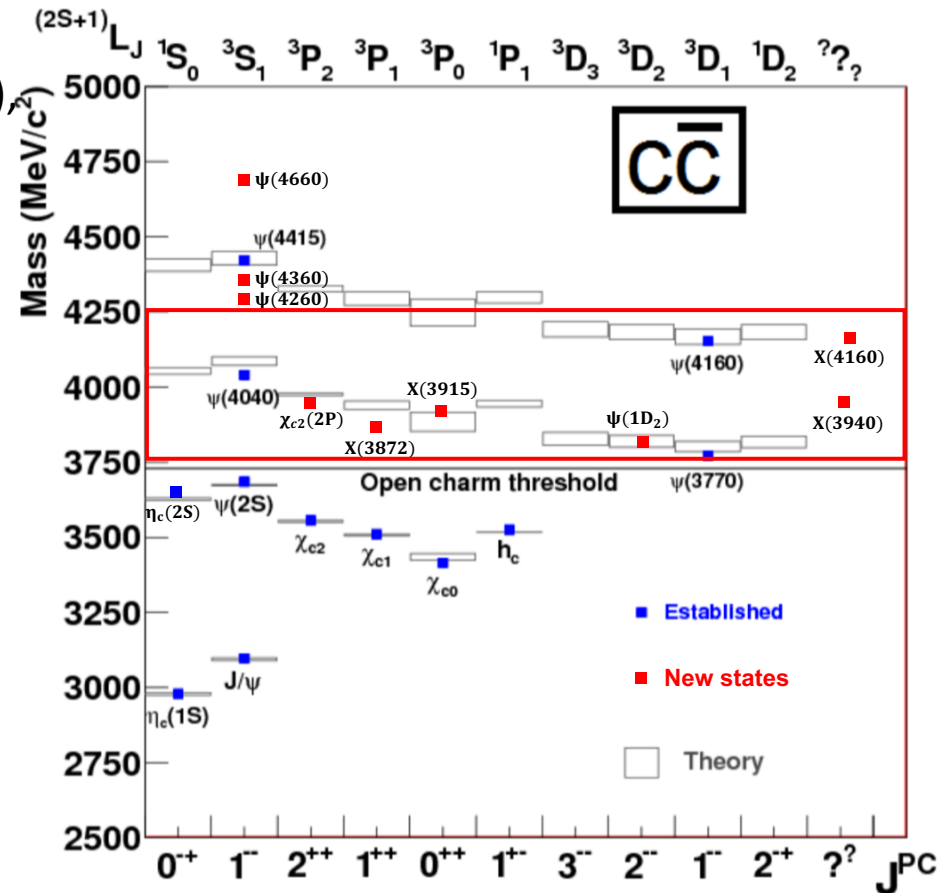 (2S+1)L_J ¹S₀ ³S₁ ³P₂ ³P₁ ³P₀ ¹P₁ ³D₃ ³D₂ ³D₁ ¹D₂ ??_?
),
Mass (MeV/c²)
5000
4750
4500
4250
4000
3750
3500
3250
3000
2750
2500
cc̅
ψ(4660)
ψ(4415)
ψ(4360)
ψ(4260)
X(4160)
ψ(4160)
ψ(4040)
X(3915)
χc2(2P)
ψ(1D₂)
X(3940)
X(3872)
Open charm threshold
ψ(3770)
ηc(2S)
ψ(2S)
χc2
χc1
hc
χc0
Established
J/ψ
New states
ηc(1S)
Theory
0⁻⁺ 1⁻⁻ 2⁺⁺ 1⁺⁺ 0⁺⁺ 1⁺⁻ 3⁻⁻ 2⁻⁻ 1⁻⁻ 2⁻⁺ ?^? J^PC